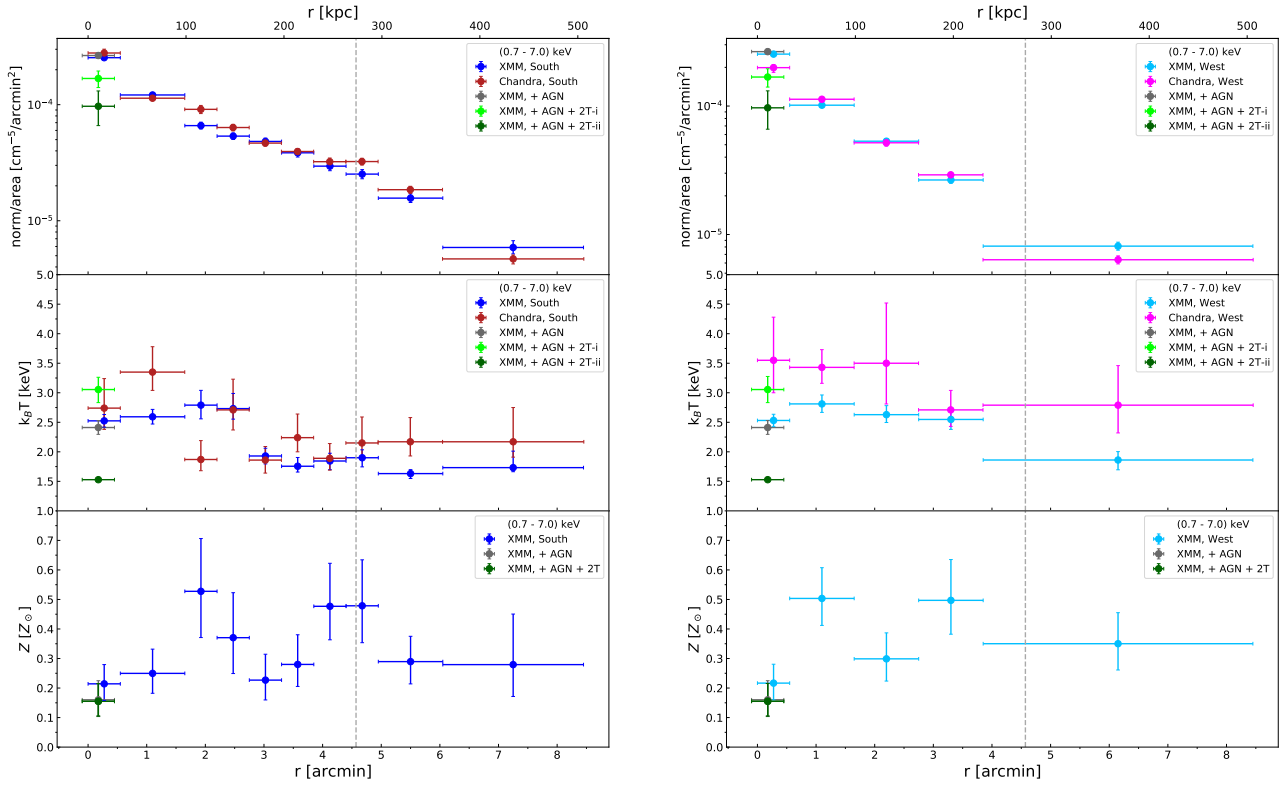 r [kpc]
0 100 200 300 400 500
norm/area [cm⁻⁵/arcmin²]
10⁻⁴
10⁻⁵
(0.7 - 7.0) keV
XMM, South
Chandra, South
XMM, + AGN
XMM, + AGN + 2T-i
XMM, + AGN + 2T-ii
k_BT [keV]
5.0
4.5
4.0
3.5
3.0
2.5
2.0
1.5
1.0
(0.7 - 7.0) keV
XMM, South
Chandra, South
XMM, + AGN
XMM, + AGN + 2T-i
XMM, + AGN + 2T-ii
Z [Z⊙]
0.7
0.6
0.5
0.4
0.3
0.2
0.1
0.0
(0.7 - 7.0) keV
XMM, South
XMM, + AGN
XMM, + AGN + 2T
0 1 2 3 4 5 6 7 8
r [arcmin]
r [kpc]
0 100 200 300 400 500
norm/area [cm⁻⁵/arcmin²]
10⁻⁴
10⁻⁵
(0.7 - 7.0) keV
XMM, West
Chandra, West
XMM, + AGN
XMM, + AGN + 2T-i
XMM, + AGN + 2T-ii
k_BT [keV]
5.0
4.5
4.0
3.5
3.0
2.5
2.0
1.5
1.0
(0.7 - 7.0) keV
XMM, West
Chandra, West
XMM, + AGN
XMM, + AGN + 2T-i
XMM, + AGN + 2T-ii
Z [Z⊙]
0.7
0.6
0.5
0.4
0.3
0.2
0.1
0.0
(0.7 - 7.0) keV
XMM, West
XMM, + AGN
XMM, + AGN + 2T
0 1 2 3 4 5 6 7 8
r [arcmin]